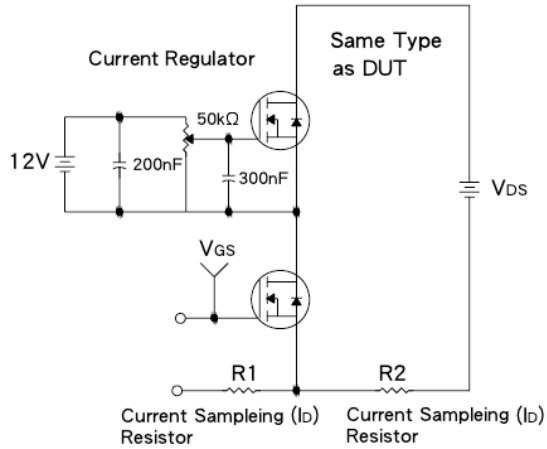 Same Type
as DUT
Current Regulator
50kΩ
12V
200nF
300nF
VDS
VGS
R1
R2
Current Sampleing (ID)
Resistor
Current Sampleing (ID)
Resistor